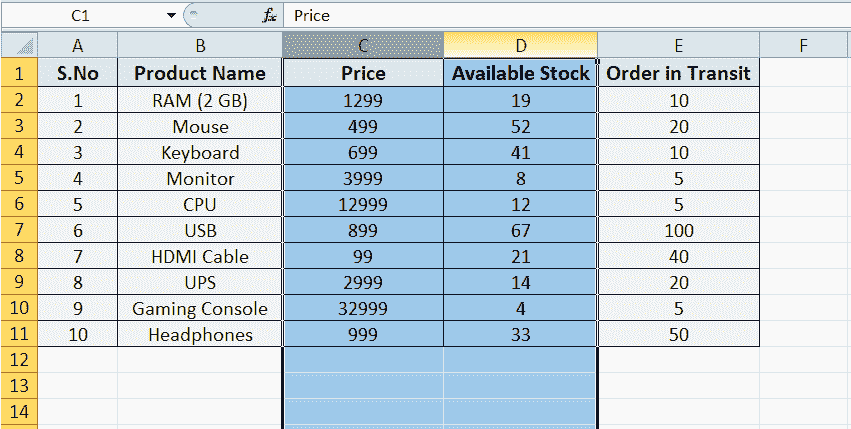 C1 fx Price
A B C D E F
1 S.No Product Name Price Available Stock Order in Transit
2 1 RAM (2 GB) 1299 19 10
3 2 Mouse 499 52 20
4 3 Keyboard 699 41 10
5 4 Monitor 3999 8 5
6 5 CPU 12999 12 5
7 6 USB 899 67 100
8 7 HDMI Cable 99 21 40
9 8 UPS 2999 14 20
10 9 Gaming Console 32999 4 5
11 10 Headphones 999 33 50
12
13
14